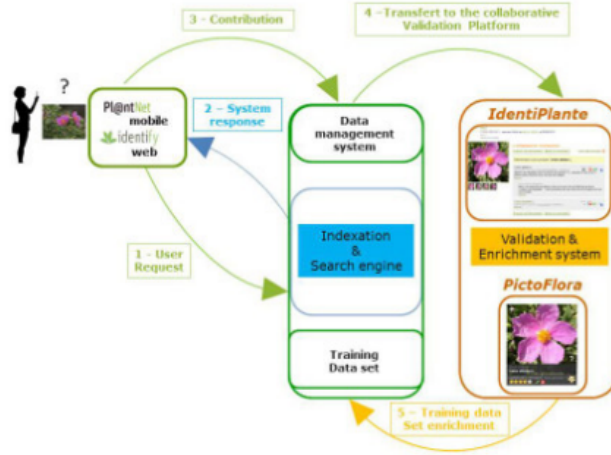 3 - Contribution
4 -Transfert to the collaborative
Validation Platform
?
Pl@ntNet
mobile
identify
web
2 - System
response
Data
management
system
IdentiPlante
1 - User
Request
Indexation
&
Search engine
Validation &
Enrichment system
PictoFlora
Training
Data set
5 - Training data
Set enrichment